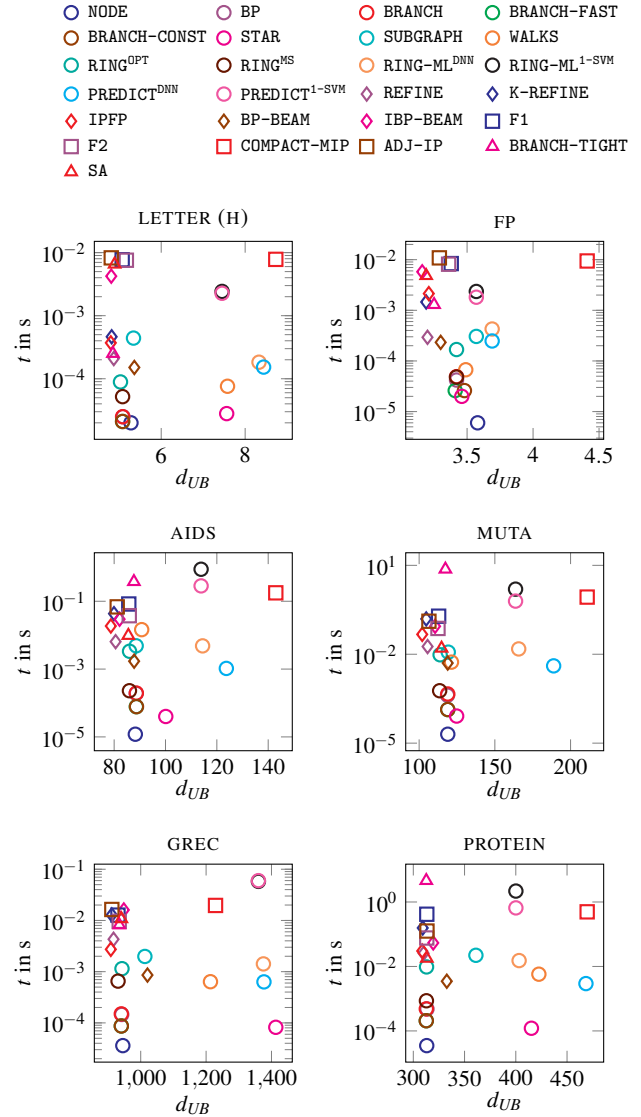 NODE BP BRANCH BRANCH-FAST
BRANCH-CONST STAR SUBGRAPH WALKS
RING^OPT RING^MS RING-ML^DNN RING-ML^1-SVM
PREDICT^DNN PREDICT^1-SVM REFINE K-REFINE
IPFP BP-BEAM IBP-BEAM F1
F2 COMPACT-MIP ADJ-IP BRANCH-TIGHT
SA
LETTER (H) FP
10^−2 10^−2
10^−3 10^−3
10^−4 10^−4
10^−5
t in s t in s
6 8 3.5 4 4.5
d_UB d_UB
AIDS MUTA
10^−1 10^1
10^−3 10^−2
10^−5 10^−5
t in s t in s
80 100 120 140 100 150 200
d_UB d_UB
GREC PROTEIN
10^−1 10^0
10^−2 10^−2
10^−3 10^−4
10^−4
t in s t in s
1,000 1,200 1,400 300 350 400 450
d_UB d_UB